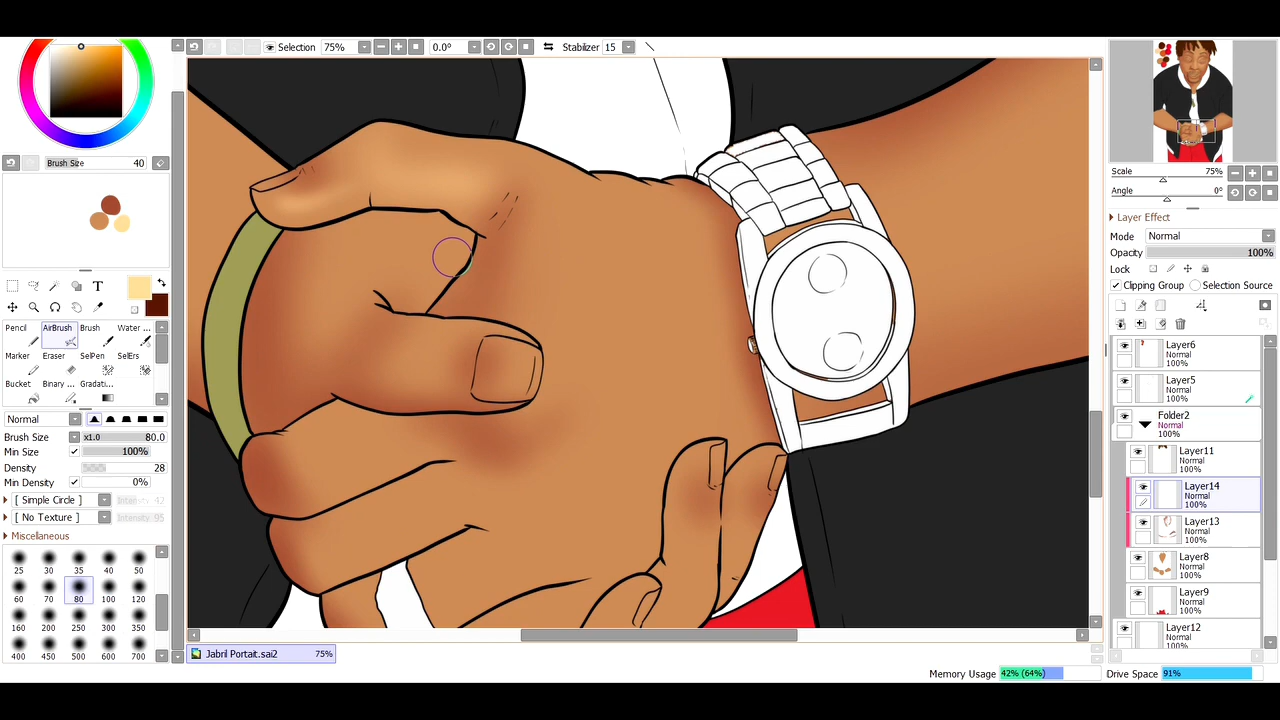 Selection 75% 0.0° Stabilizer 15
Brush Size 40
T
Pencil AirBrush Brush Water ...
Marker Eraser SelPen SelErs
Bucket Binary ... Gradati...
Normal
Brush Size x1.0 80.0
Min Size 100%
Density 28
Min Density 0%
[ Simple Circle ] Intensity 42
[ No Texture ] Intensity 95
Miscellaneous
25 30 35 40 50
60 70 80 100 120
160 200 250 300 350
400 450 500 600 700
Jabril Portait.sai2 75%
Scale 75%
Angle 0°
Layer Effect
Mode Normal
Opacity 100%
Lock
Clipping Group Selection Source
Layer6
Normal
100%
Layer5
Normal
100%
Folder2
Normal
100%
Layer11
Normal
100%
Layer14
Normal
100%
Layer13
Normal
100%
Layer8
Normal
100%
Layer9
Normal
100%
Layer12
Normal
100%
Memory Usage 42% (64%) Drive Space 91%